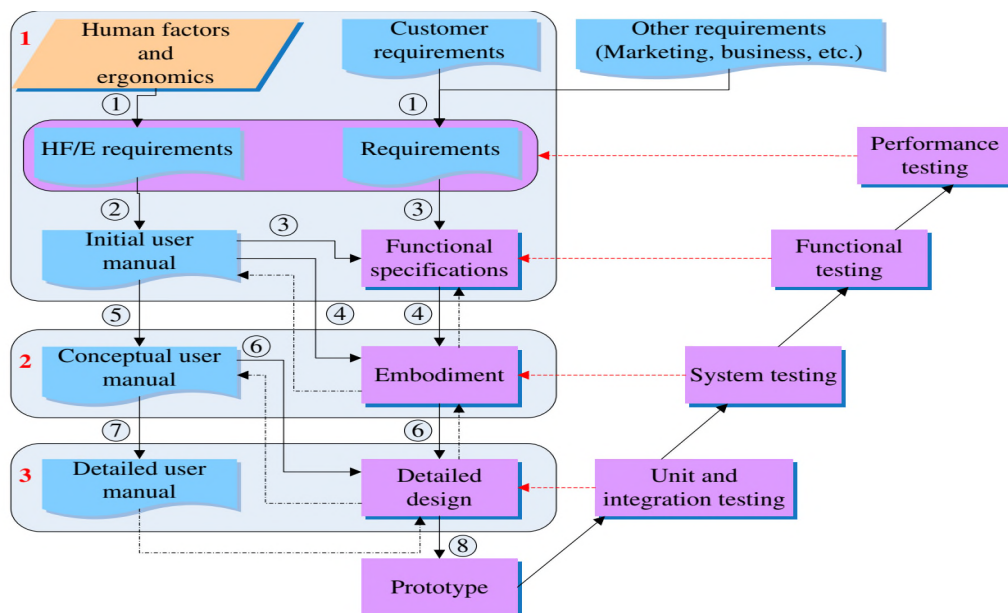 1
Human factors
and
ergonomics
Customer
requirements
Other requirements
(Marketing, business, etc.)
1
1
HF/E requirements
Requirements
Performance
testing
2
3
3
Initial user
manual
Functional
specifications
Functional
testing
5
4
4
2
Conceptual user
manual
6
Embodiment
System testing
7
6
3
Detailed user
manual
Detailed
design
Unit and
integration testing
8
Prototype